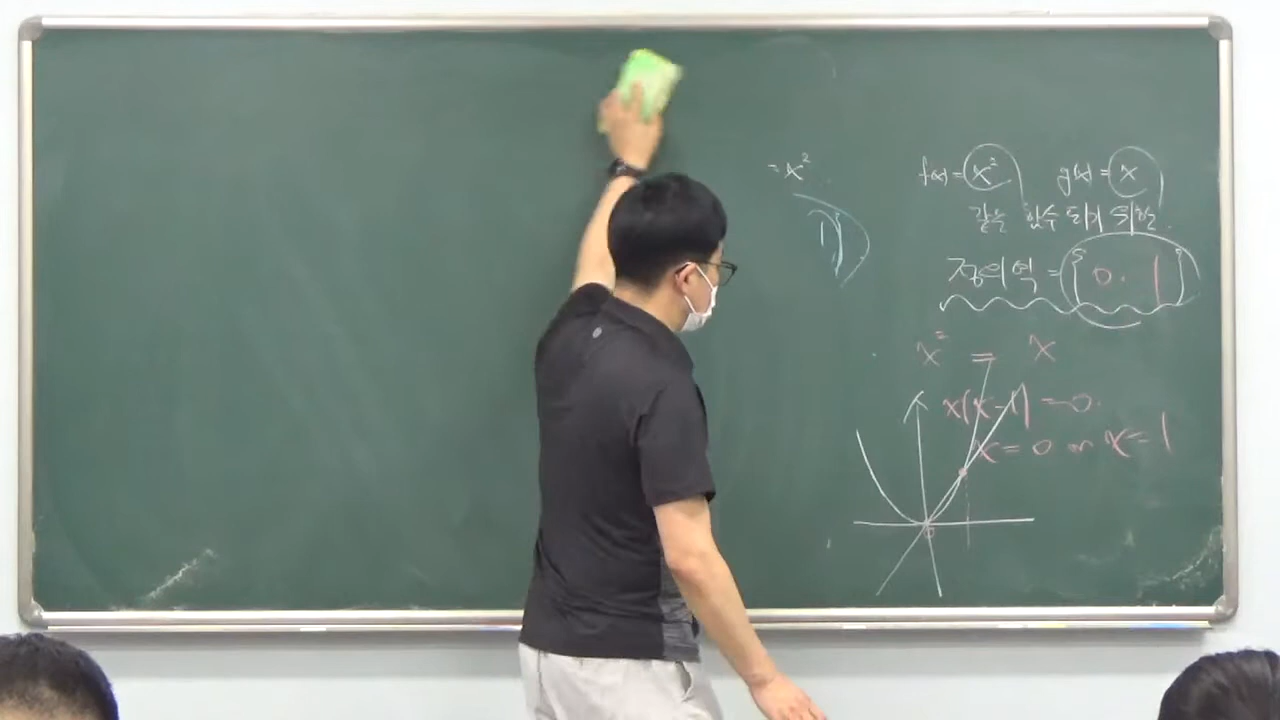 = x²
f(x) = x² g(x) = x
같은 함수 되기 위한
정의역 = { 0. 1 }
x² = x
x(x-1) = 0.
x = 0 or x = 1
0